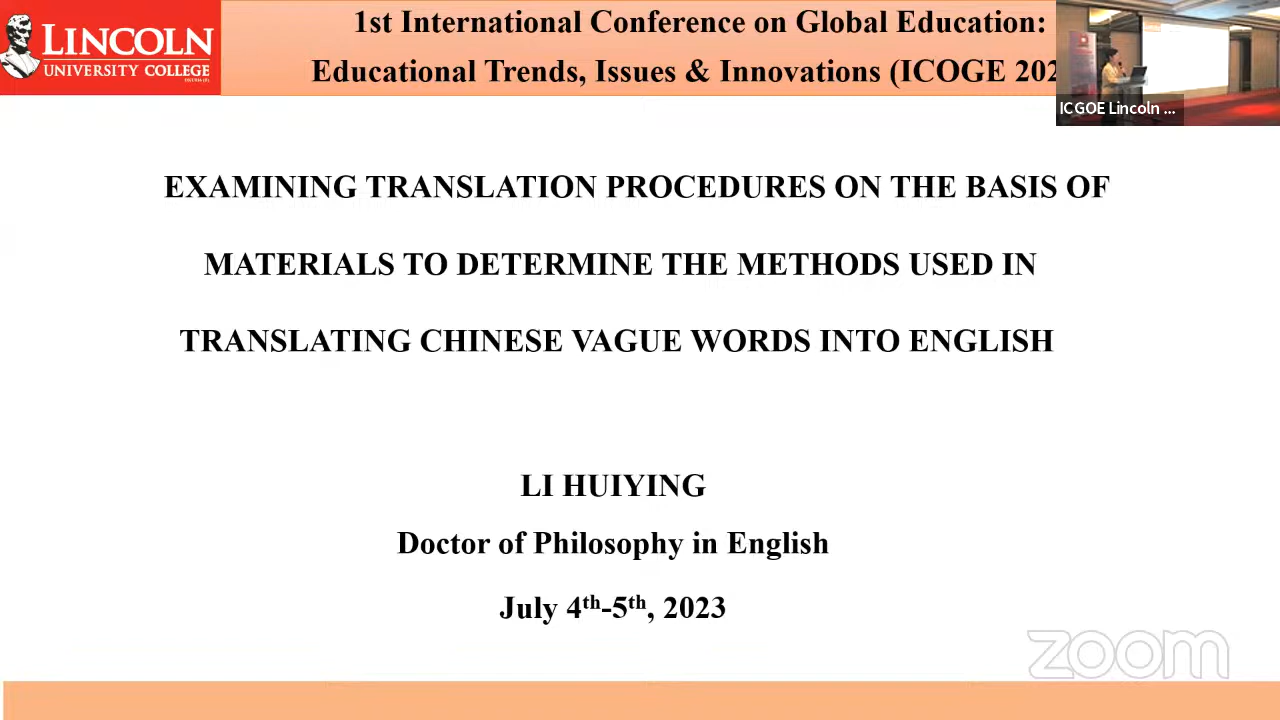 LINCOLN
UNIVERSITY COLLEGE
1st International Conference on Global Education:
Educational Trends, Issues & Innovations (ICOGE 202
ICGOE Lincoln ...
EXAMINING TRANSLATION PROCEDURES ON THE BASIS OF
MATERIALS TO DETERMINE THE METHODS USED IN
TRANSLATING CHINESE VAGUE WORDS INTO ENGLISH
LI HUIYING
Doctor of Philosophy in English
July 4th-5th, 2023
zoom